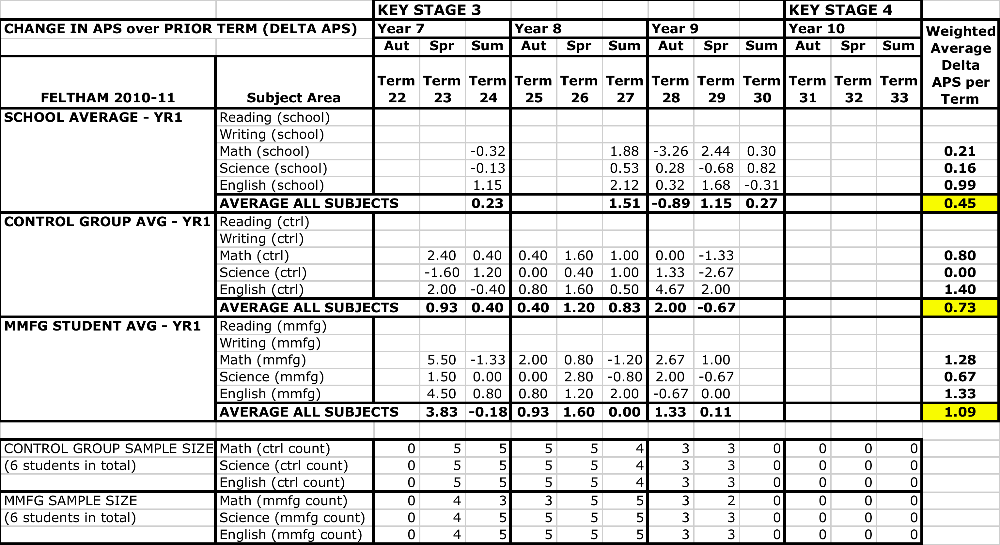 KEY STAGE 3 KEY STAGE 4
CHANGE IN APS over PRIOR TERM (DELTA APS) Year 7 Year 8 Year 9 Year 10 Weighted Average Delta APS per Term
Aut Spr Sum Aut Spr Sum Aut Spr Sum Aut Spr Sum
FELTHAM 2010-11 Subject Area Term 22 Term 23 Term 24 Term 25 Term 26 Term 27 Term 28 Term 29 Term 30 Term 31 Term 32 Term 33
SCHOOL AVERAGE - YR1 Reading (school)
Writing (school)
Math (school) -0.32 1.88 -3.26 2.44 0.30 0.21
Science (school) -0.13 0.53 0.28 -0.68 0.82 0.16
English (school) 1.15 2.12 0.32 1.68 -0.31 0.99
AVERAGE ALL SUBJECTS 0.23 1.51 -0.89 1.15 0.27 0.45
CONTROL GROUP AVG - YR1 Reading (ctrl)
Writing (ctrl)
Math (ctrl) 2.40 0.40 0.40 1.60 1.00 0.00 -1.33 0.80
Science (ctrl) -1.60 1.20 0.00 0.40 1.00 1.33 -2.67 0.00
English (ctrl) 2.00 -0.40 0.80 1.60 0.50 4.67 2.00 1.40
AVERAGE ALL SUBJECTS 0.93 0.40 0.40 1.20 0.83 2.00 -0.67 0.73
MMFG STUDENT AVG - YR1 Reading (mmfg)
Writing (mmfg)
Math (mmfg) 5.50 -1.33 2.00 0.80 -1.20 2.67 1.00 1.28
Science (mmfg) 1.50 0.00 0.00 2.80 -0.80 2.00 -0.67 0.67
English (mmfg) 4.50 0.80 0.80 1.20 2.00 -0.67 0.00 1.33
AVERAGE ALL SUBJECTS 3.83 -0.18 0.93 1.60 0.00 1.33 0.11 1.09
CONTROL GROUP SAMPLE SIZE Math (ctrl count) 0 5 5 5 5 4 3 3 0 0 0 0
(6 students in total) Science (ctrl count) 0 5 5 5 5 4 3 3 0 0 0 0
English (ctrl count) 0 5 5 5 5 4 3 3 0 0 0 0
MMFG SAMPLE SIZE Math (mmfg count) 0 4 3 3 5 5 3 2 0 0 0 0
(6 students in total) Science (mmfg count) 0 4 5 5 5 5 3 3 0 0 0 0
English (mmfg count) 0 4 5 5 5 5 3 3 0 0 0 0